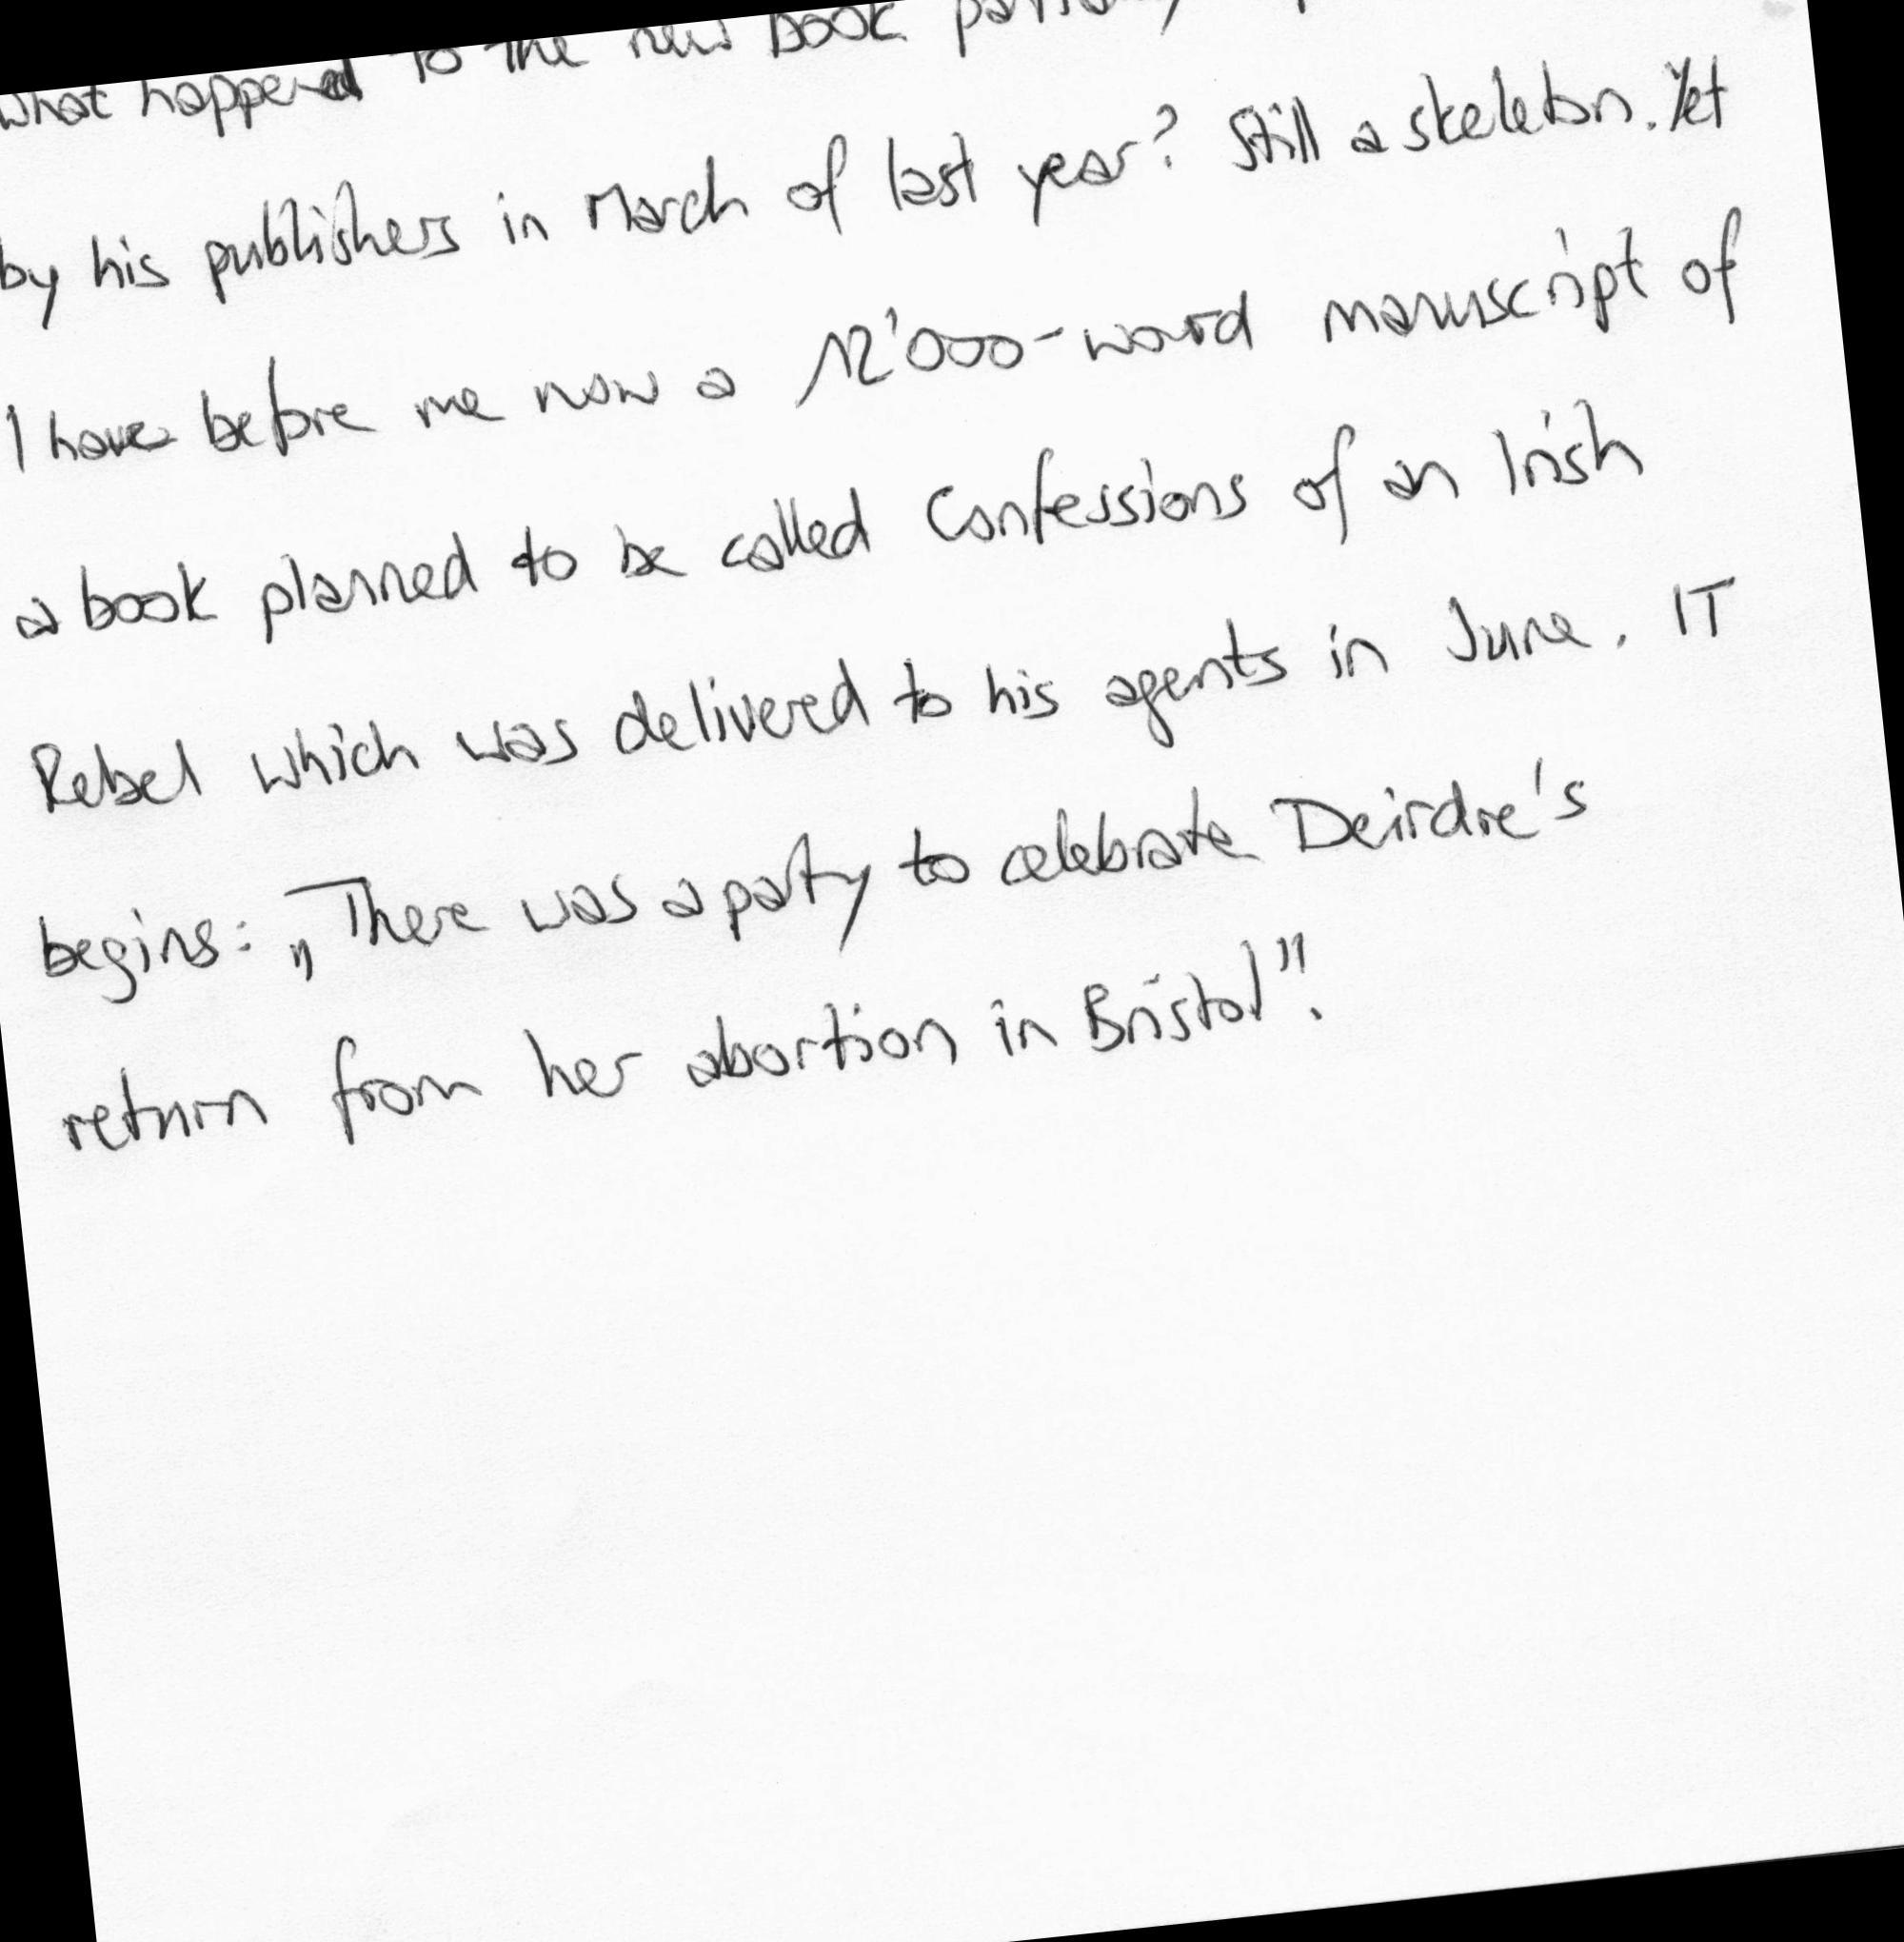 what happened to the new book
by his publishers in March of last year? Still a skeleton. Yet
I have before me now a 12'000-word manuscript of
a book planned to be called Confessions of an Irish
Rebel which was delivered to his agents in June. IT
begins: „There was a party to celebrate Deirdre's
return from her abortion in Bristol".